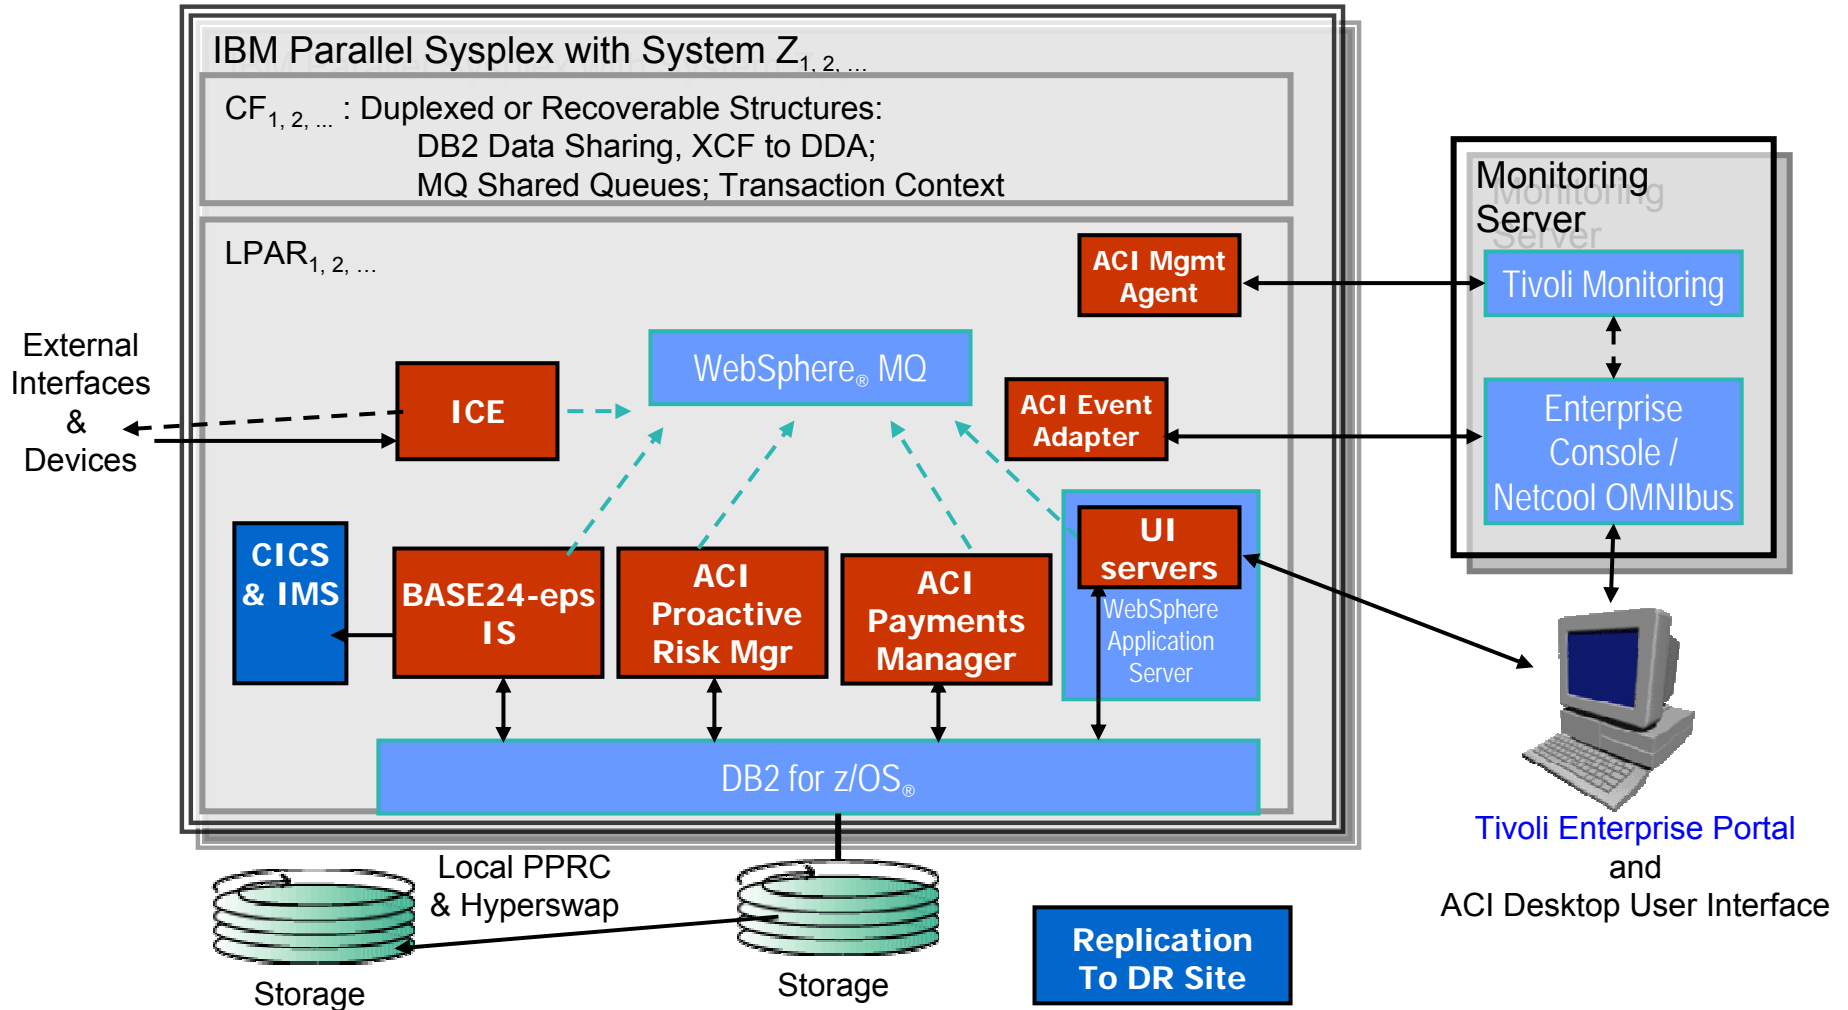 IBM Parallel Sysplex with System Z1, 2, ...
CF1, 2, ... : Duplexed or Recoverable Structures:
DB2 Data Sharing, XCF to DDA;
MQ Shared Queues; Transaction Context
LPAR1, 2, ...
ACI Mgmt
Agent
Monitoring
Server
Tivoli Monitoring
External
Interfaces
&
Devices
ICE
WebSphere® MQ
ACI Event
Adapter
Enterprise
Console /
Netcool OMNIbus
CICS
& IMS
BASE24-eps
IS
ACI
Proactive
Risk Mgr
ACI
Payments
Manager
UI
servers
WebSphere
Application
Server
DB2 for z/OS®
Tivoli Enterprise Portal
and
ACI Desktop User Interface
Local PPRC
& Hyperswap
Storage
Storage
Replication
To DR Site